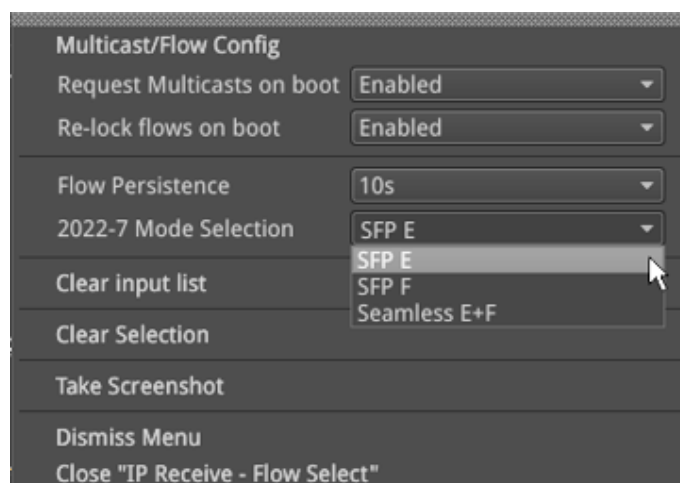 Multicast/Flow Config
Request Multicasts on boot Enabled
Re-lock flows on boot Enabled
Flow Persistence 10s
2022-7 Mode Selection SFP E
SFP E
Clear input list SFP F
Seamless E+F
Clear Selection
Take Screenshot
Dismiss Menu
Close "IP Receive - Flow Select"